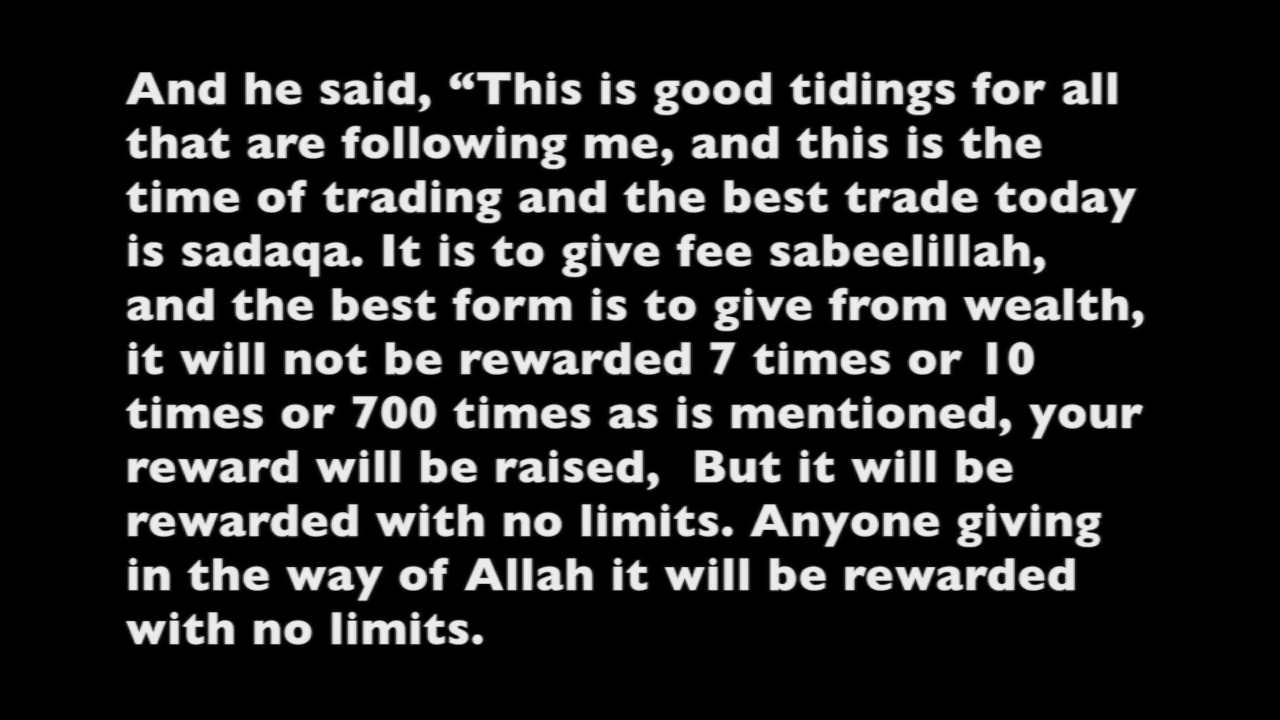 And he said, “This is good tidings for all
that are following me, and this is the
time of trading and the best trade today
is sadaqa. It is to give fee sabeelillah,
and the best form is to give from wealth,
it will not be rewarded 7 times or 10
times or 700 times as is mentioned, your
reward will be raised,  But it will be
rewarded with no limits. Anyone giving
in the way of Allah it will be rewarded
with no limits.